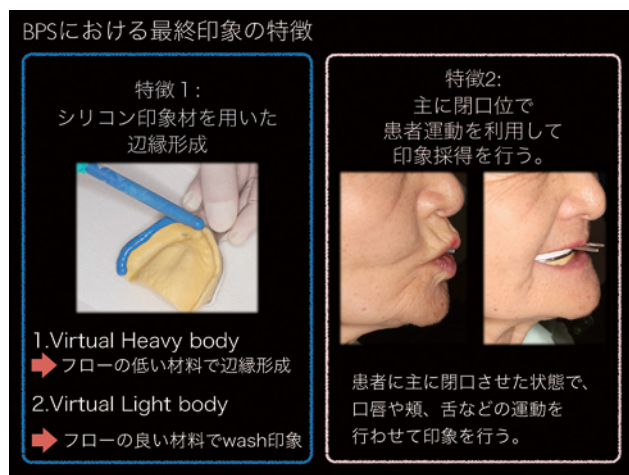 BPSにおける最終印象の特徴
特徴1:
シリコン印象材を用いた
辺縁形成
1.Virtual Heavy body
フローの低い材料で辺縁形成
2.Virtual Light body
フローの良い材料でwash印象
特徴2:
主に閉口位で
患者運動を利用して
印象採得を行う。
患者に主に閉口させた状態で、
口唇や頬、舌などの運動を
行わせて印象を行う。